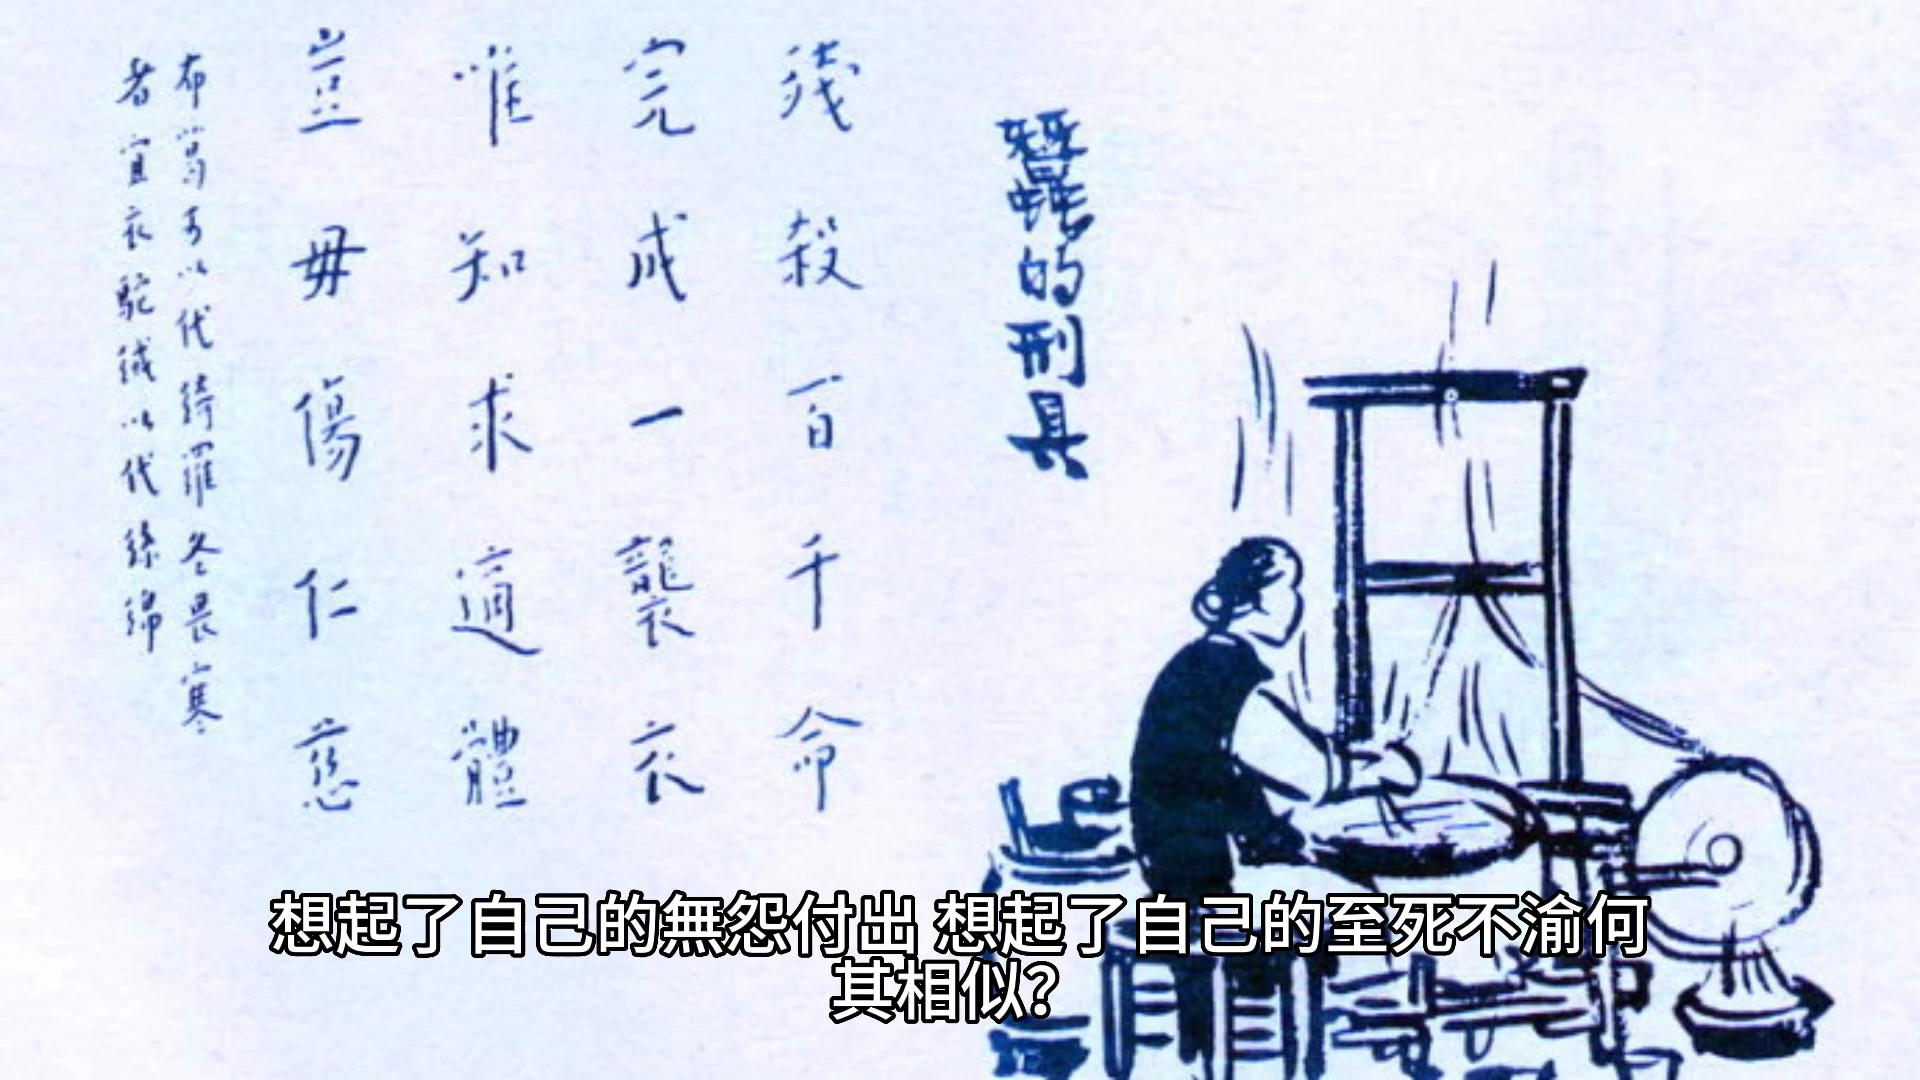 蠶的刑具
殘殺百千命
完成一襲衣
唯知求適體
豈毋傷仁慈
布葛可以代綺羅冬畏寒
者宜衣駝絨以代絲綿
想起了自己的無怨付出 想起了自己的至死不渝何
其相似?